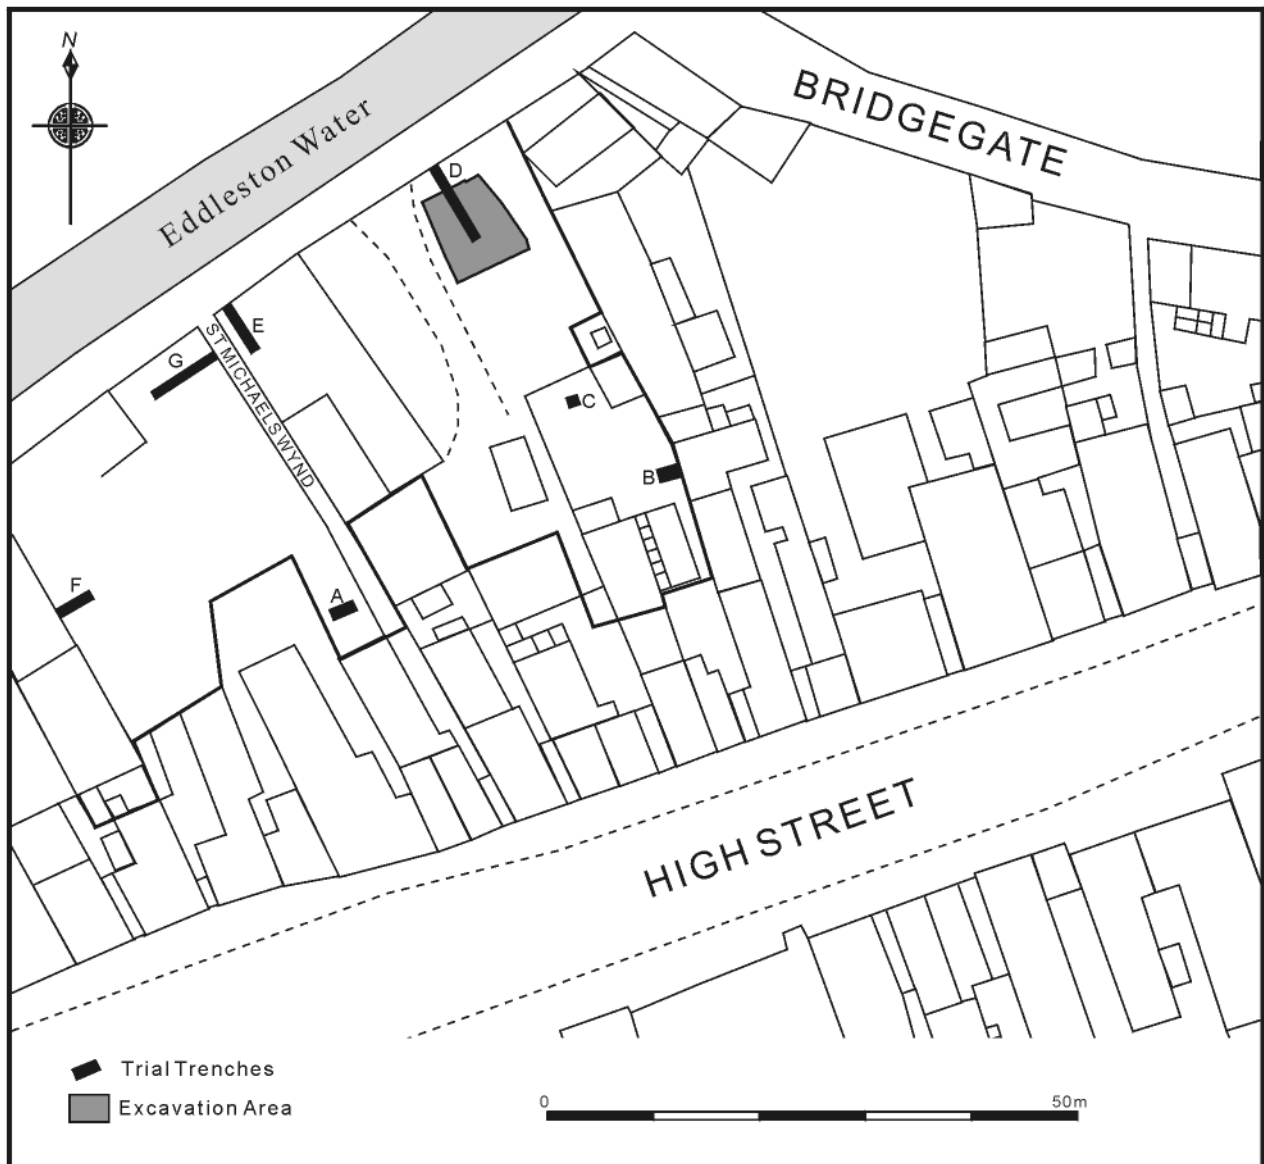 N
BRIDGEGATE
Eddleston Water
D
E
ST MICHAELS WYND
G
C
B
F
A
HIGH STREET
Trial Trenches
Excavation Area
0
50m